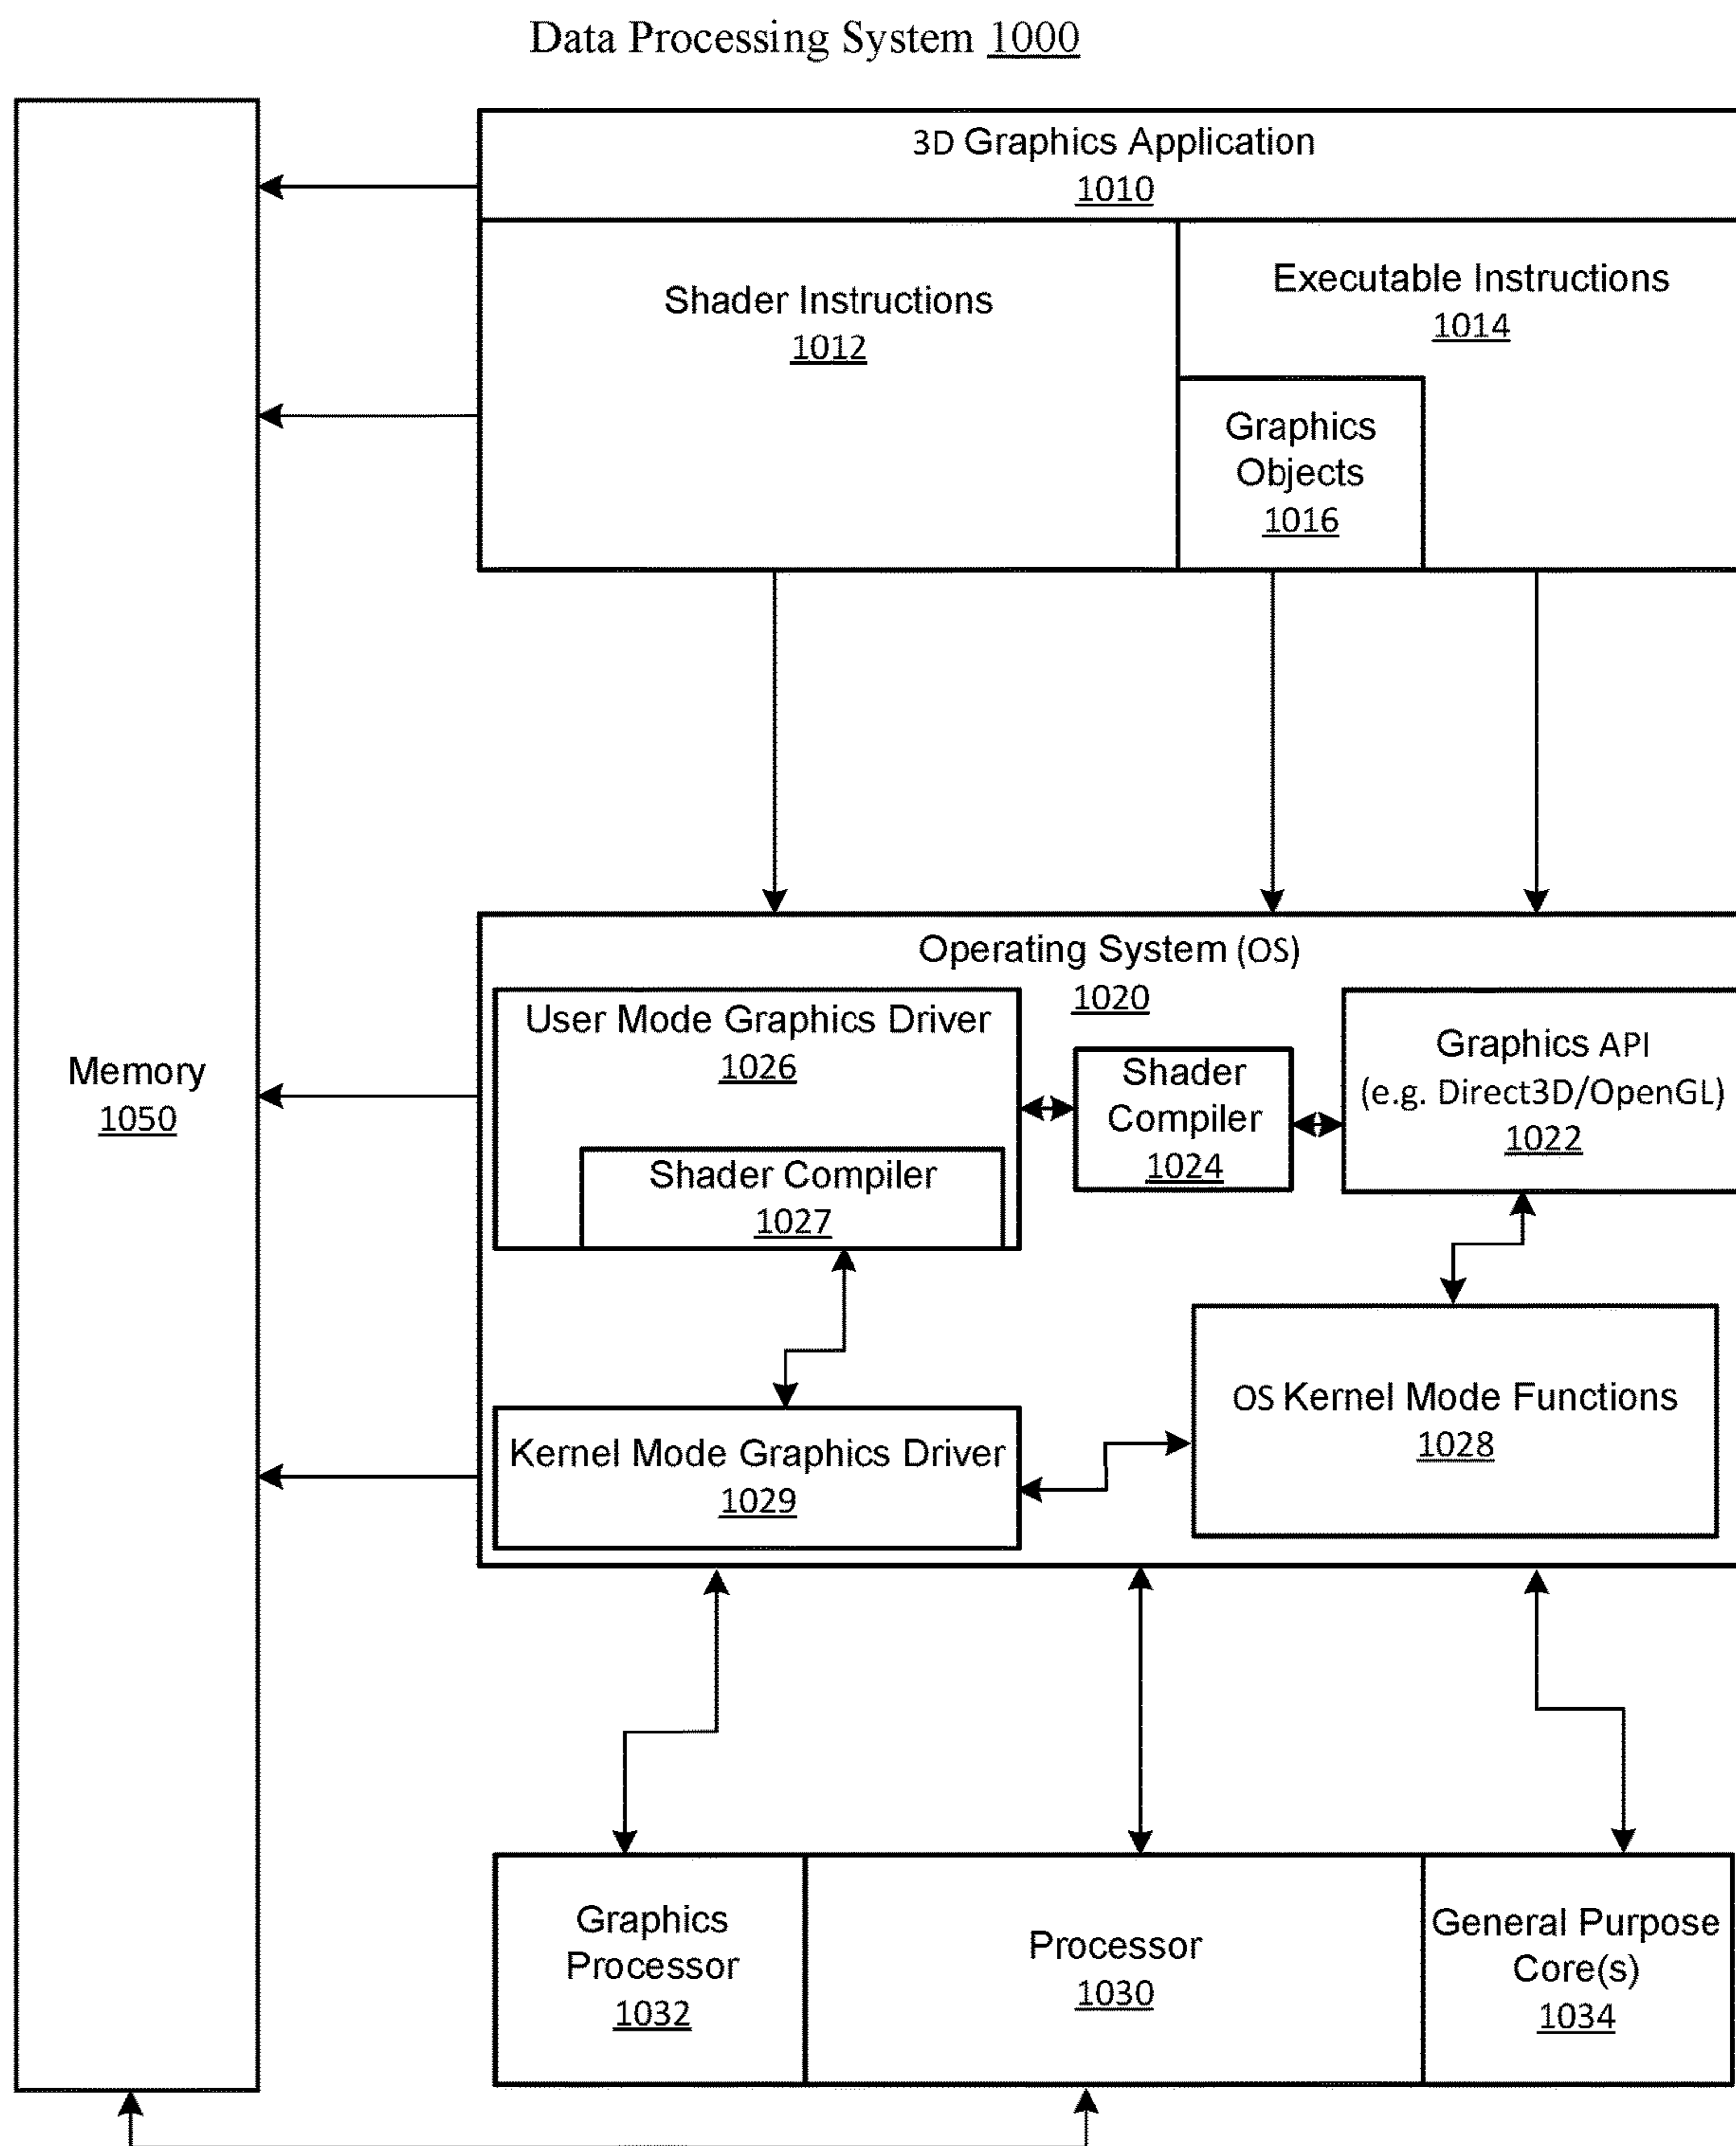 Data Processing System 1000
3D Graphics Application
1010
Shader Instructions
1012
Executable Instructions
1014
Graphics
Objects
1016
Operating System (OS)
1020
User Mode Graphics Driver
1026
Shader Compiler
1027
Shader
Compiler
1024
Graphics API
(e.g. Direct3D/OpenGL)
1022
Memory
1050
OS Kernel Mode Functions
1028
Kernel Mode Graphics Driver
1029
Graphics
Processor
1032
Processor
1030
General Purpose
Core(s)
1034